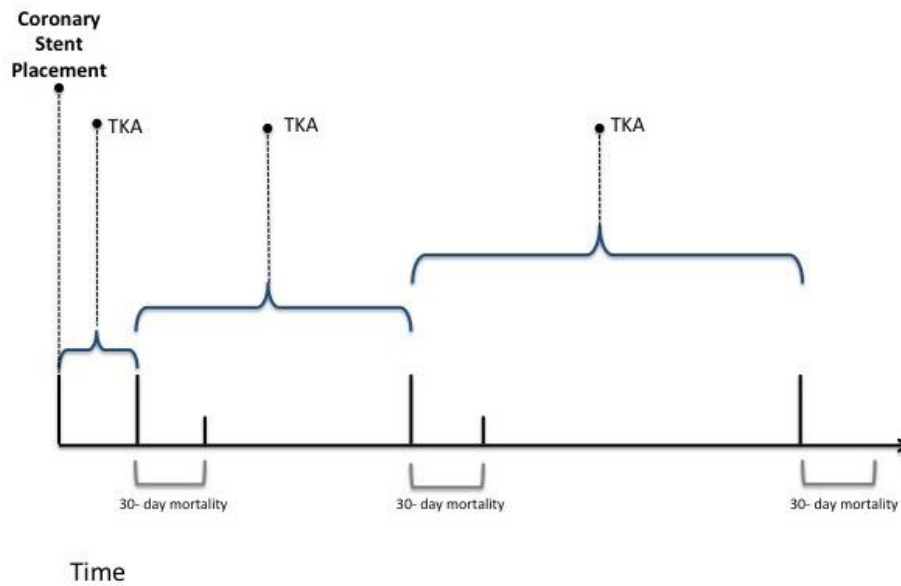 Coronary
Stent
Placement
TKA
TKA
TKA
30- day mortality
30- day mortality
30- day mortality
Time